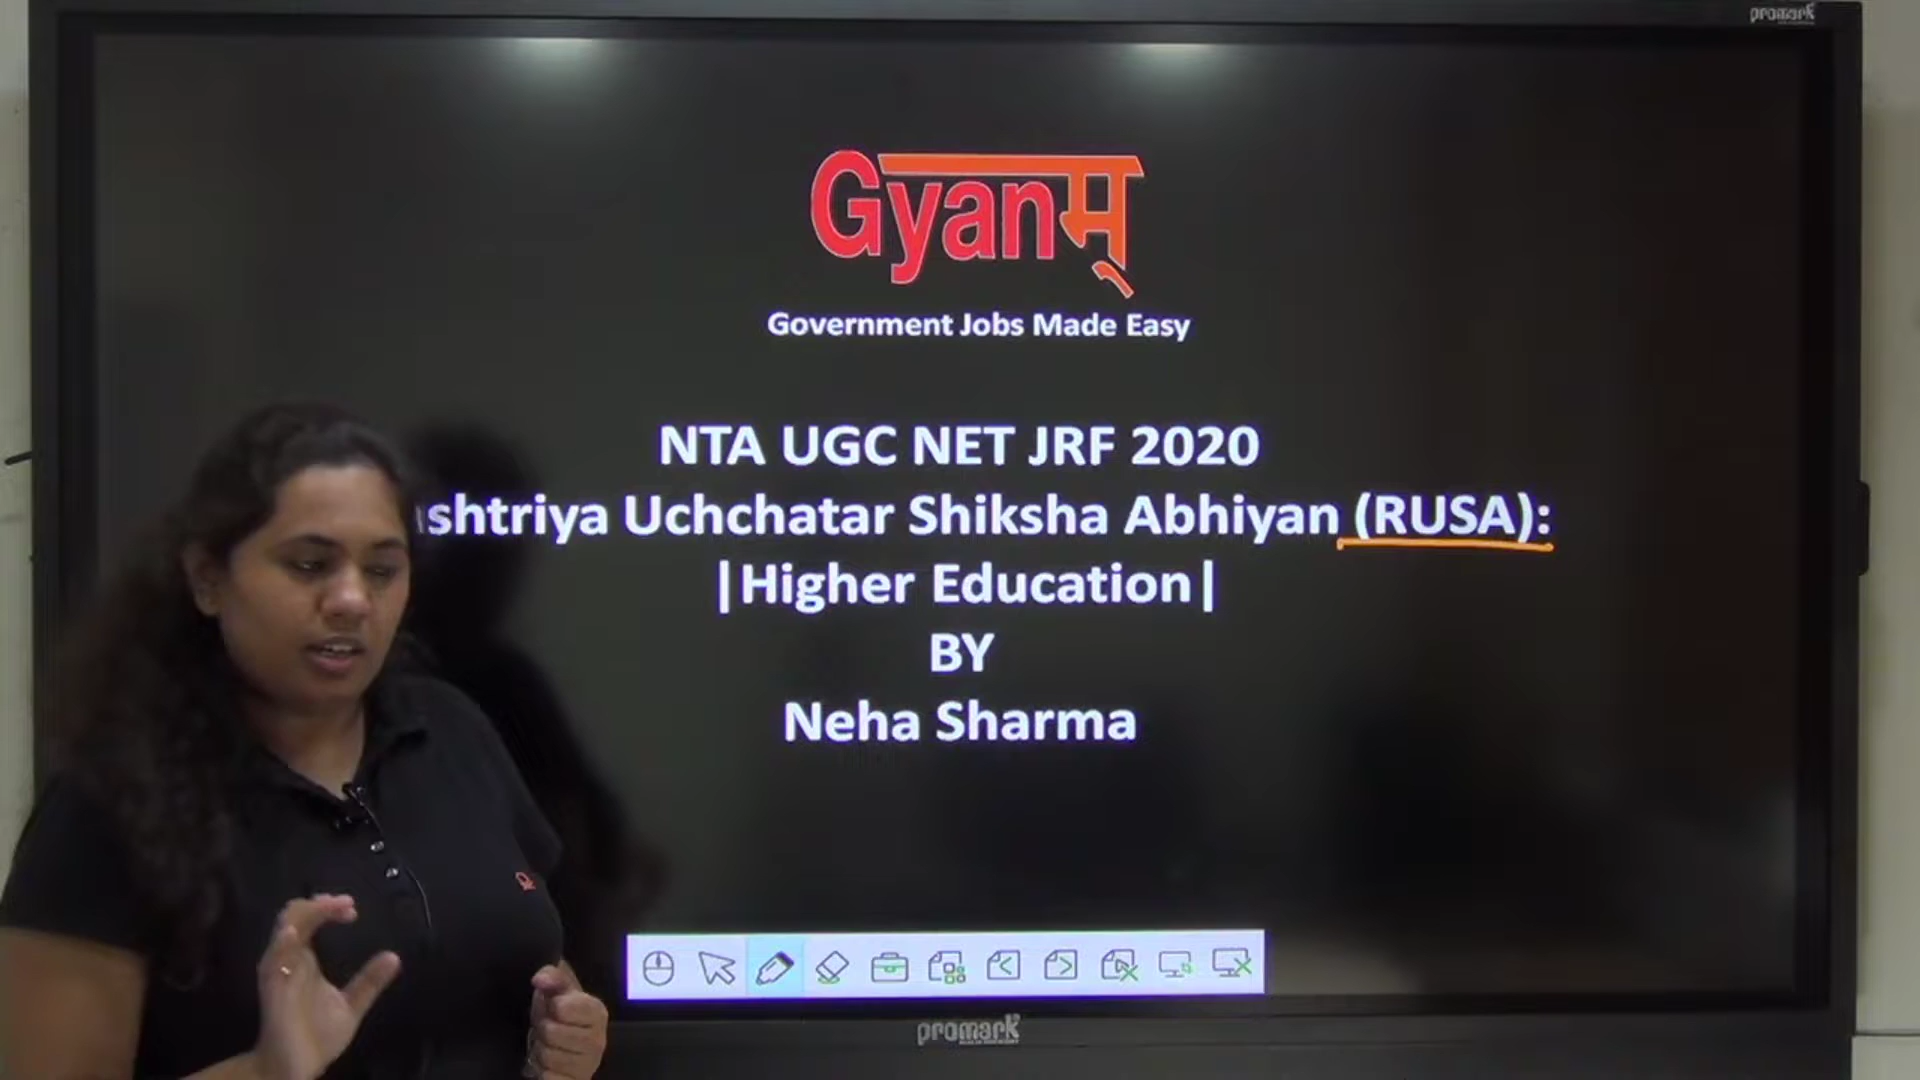 promark
Gyanम्
Government Jobs Made Easy
NTA UGC NET JRF 2020
Uchchatar Shiksha Abhiyan (RUSA):
|Higher Education|
BY
Neha Sharma
promark